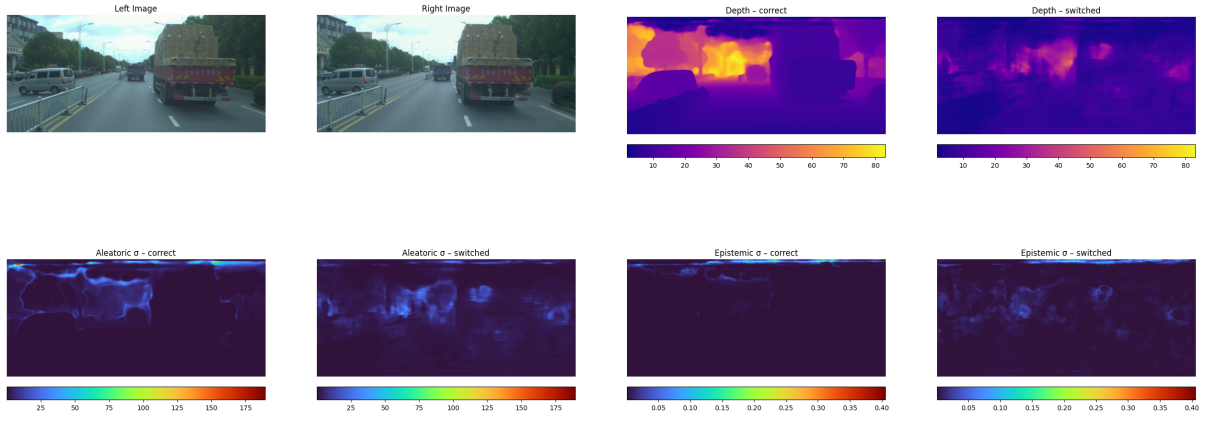 Left Image
Right Image
Depth – correct
Depth – switched
10 20 30 40 50 60 70 80
10 20 30 40 50 60 70 80
Aleatoric σ – correct
Aleatoric σ – switched
Epistemic σ – correct
Epistemic σ – switched
25 50 75 100 125 150 175
25 50 75 100 125 150 175
0.05 0.10 0.15 0.20 0.25 0.30 0.35 0.40
0.05 0.10 0.15 0.20 0.25 0.30 0.35 0.40